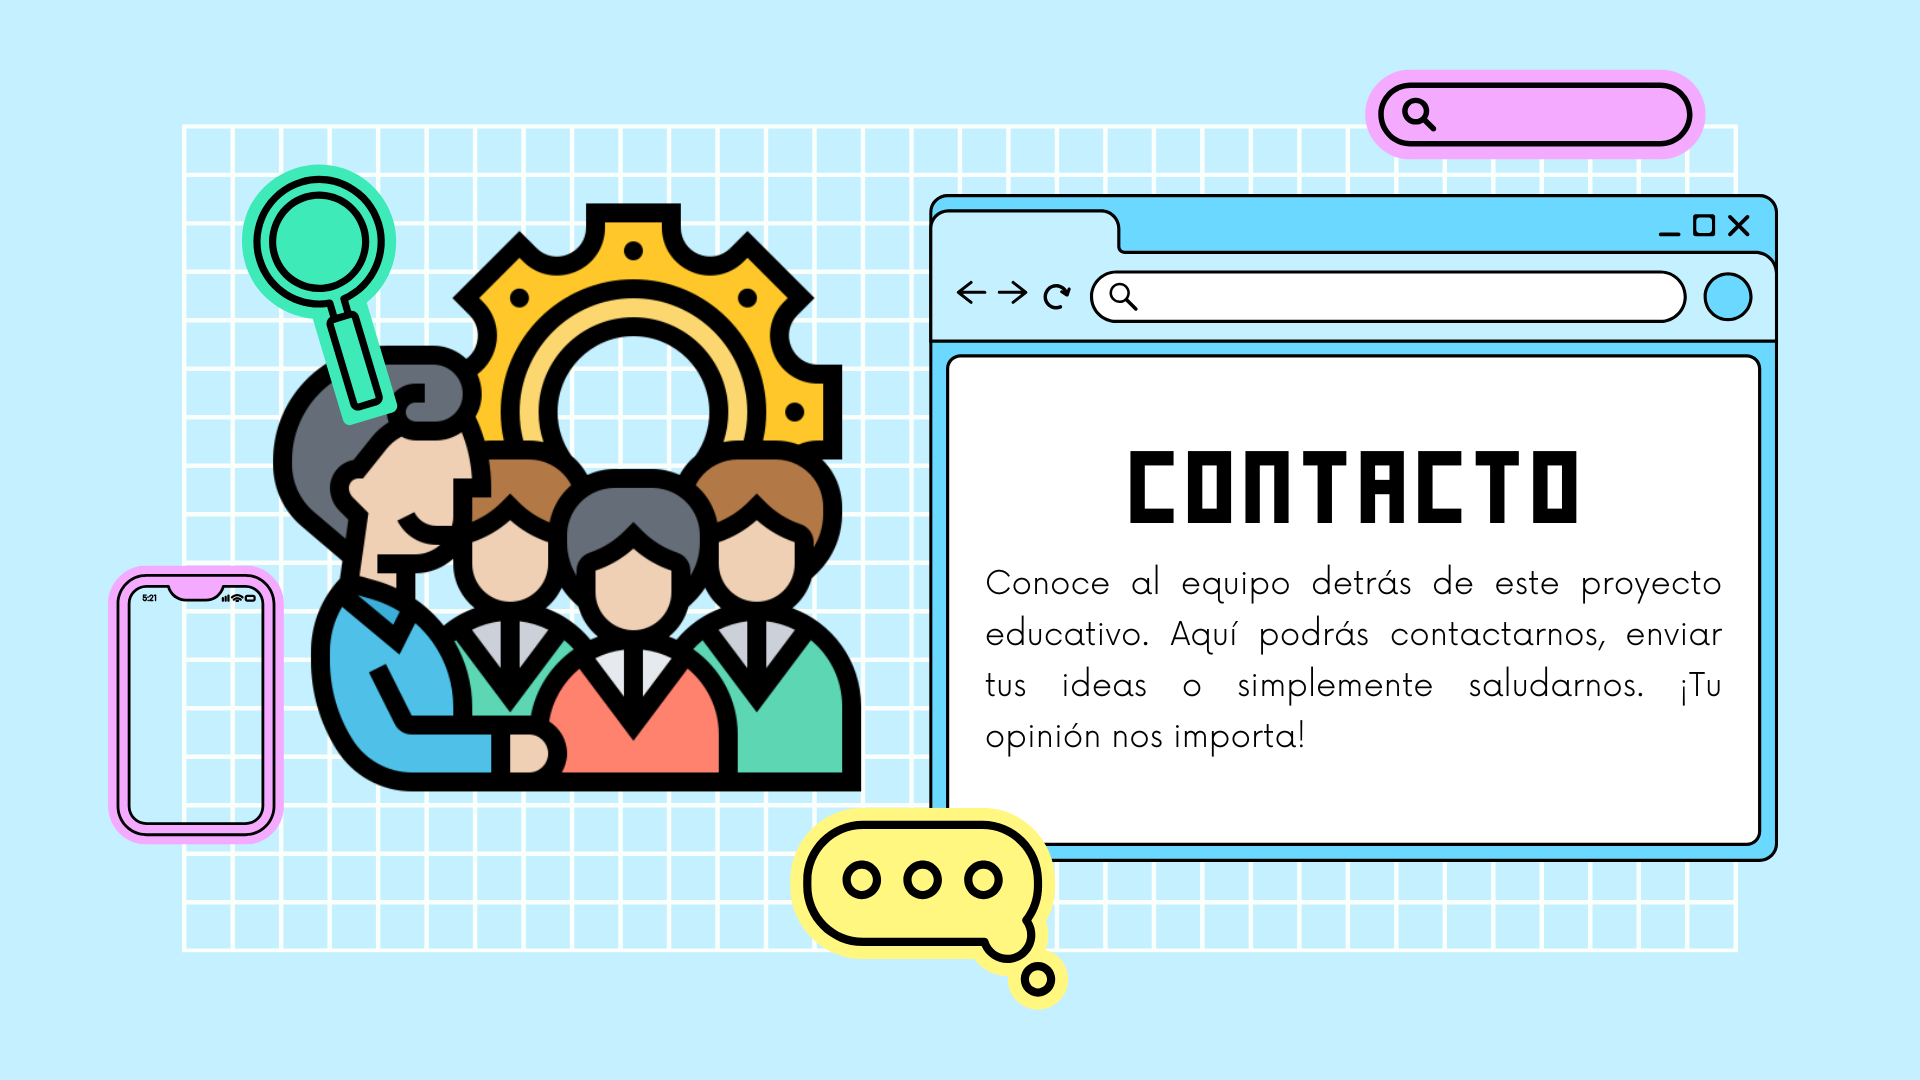 CONTACTO
Conoce al equipo detrás de este proyecto
educativo. Aquí podrás contactarnos, enviar
tus ideas o simplemente saludarnos. ¡Tu
opinión nos importa!
5:21